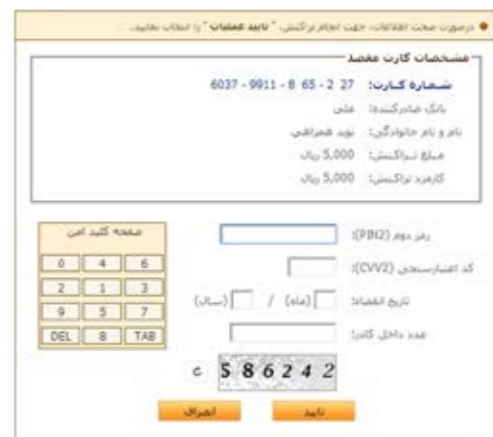 درصورت صحت اطلاعات، جهت انجام تراکنش، " تایید عملیات " را انتخاب نمایید.
مشخصات کارت مقصد
شماره کارت: 6037 - 9911 - 8 65 - 2 27
بانک صادرکننده: ملی
نام و نام خانوادگی: نوید همراهی
مبلغ تراکنش: 5,000 ریال
کارمزد تراکنش: 5,000 ریال
رمز دوم (PIN2):
کد اعتبارسنجی (CVV2):
تاریخ انقضاء: (ماه) / (سال)
عدد داخل کادر:
586242
تایید انصراف
صفحه کلید امن
0 4 6
2 1 3
9 5 7
DEL 8 TAB